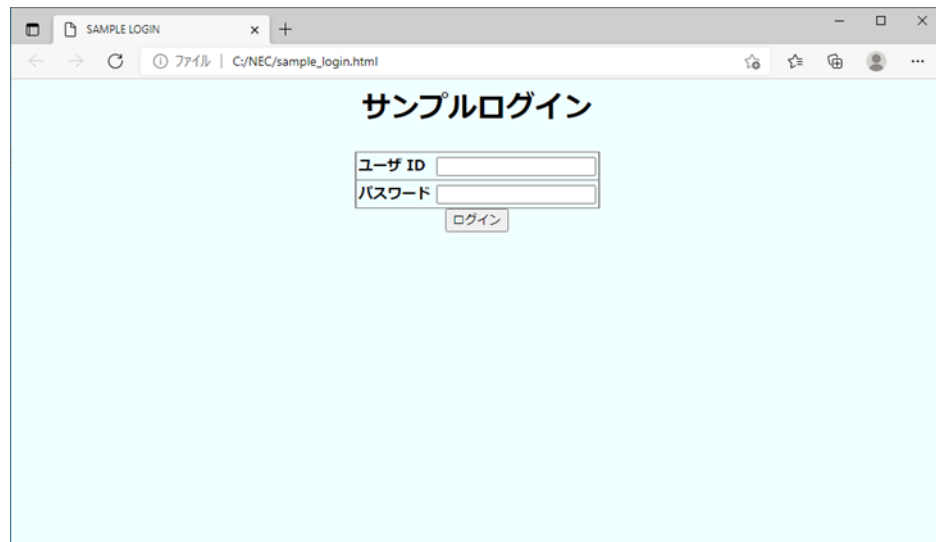 SAMPLE LOGIN
ファイル | C:/NEC/sample_login.html
サンプルログイン
ユーザ ID
パスワード
ログイン